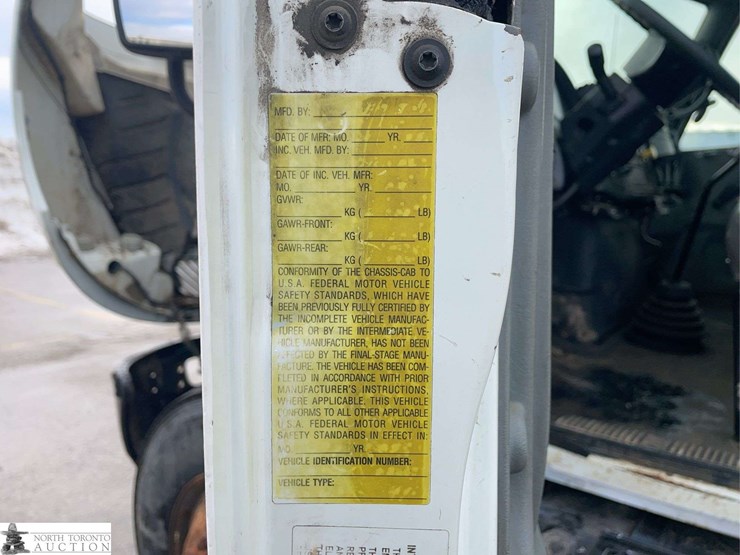 MFD. BY:
DATE OF MFR: MO. YR.
INC. VEH. MFD. BY:
DATE OF INC. VEH. MFR:
MO. YR.
GVWR:
KG ( LB)
GAWR-FRONT:
KG ( LB)
GAWR-REAR:
KG ( LB)
CONFORMITY OF THE CHASSIS-CAB TO
U.S.A. FEDERAL MOTOR VEHICLE
SAFETY STANDARDS, WHICH HAVE
BEEN PREVIOUSLY FULLY CERTIFIED BY
THE INCOMPLETE VEHICLE MANUFAC-
TURER OR BY THE INTERMEDIATE VE-
HICLE MANUFACTURER, HAS NOT BEEN
AFFECTED BY THE FINAL-STAGE MANU-
FACTURE. THE VEHICLE HAS BEEN COM-
PLETED IN ACCORDANCE WITH PRIOR
MANUFACTURER'S INSTRUCTIONS,
WHERE APPLICABLE. THIS VEHICLE
CONFORMS TO ALL OTHER APPLICABLE
U.S.A. FEDERAL MOTOR VEHICLE
SAFETY STANDARDS IN EFFECT IN:
MO. YR.
VEHICLE IDENTIFICATION NUMBER:
VEHICLE TYPE:
NORTH TORONTO
AUCTION